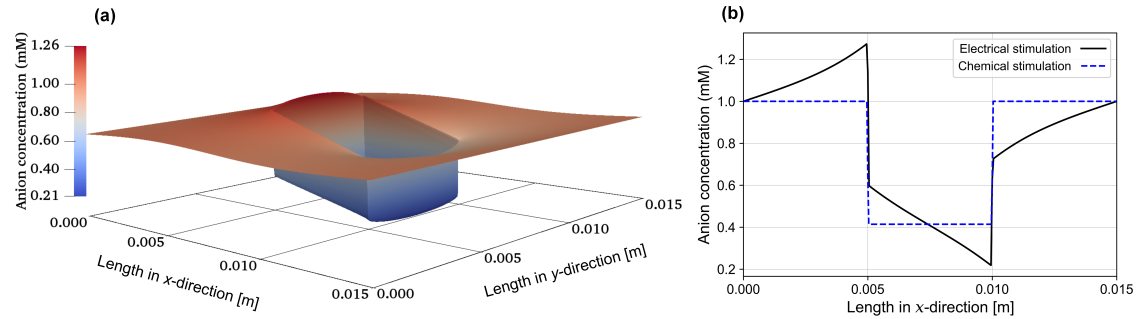 (a)
Anion concentration (mM)
1.26
1.00
0.80
0.60
0.40
0.21
0.000
0.005
0.010
0.015
Length in x-direction [m]
0.000
0.005
0.010
0.015
Length in y-direction [m]
(b)
Anion concentration (mM)
1.2
1.0
0.8
0.6
0.4
0.2
Electrical stimulation
Chemical stimulation
0.000
0.005
0.010
0.015
Length in x-direction [m]